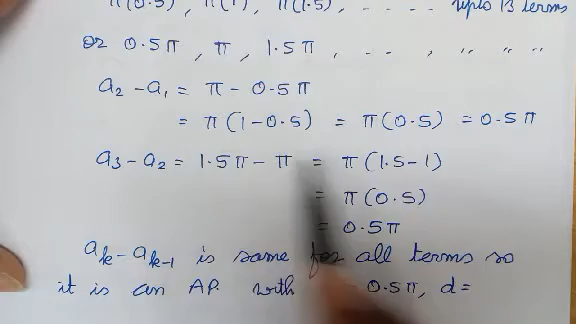 π(0.5), π(1), π(1.5), ..... upto 13 terms
or 0.5π, π, 1.5π, ... , " " "
a2 - a1 = π - 0.5π
= π(1-0.5) = π(0.5) = 0.5π
a3 - a2 = 1.5π - π = π(1.5-1)
= π(0.5)
= 0.5π
ak - ak-1 is same for all terms so
it is an AP with 0.5π, d=